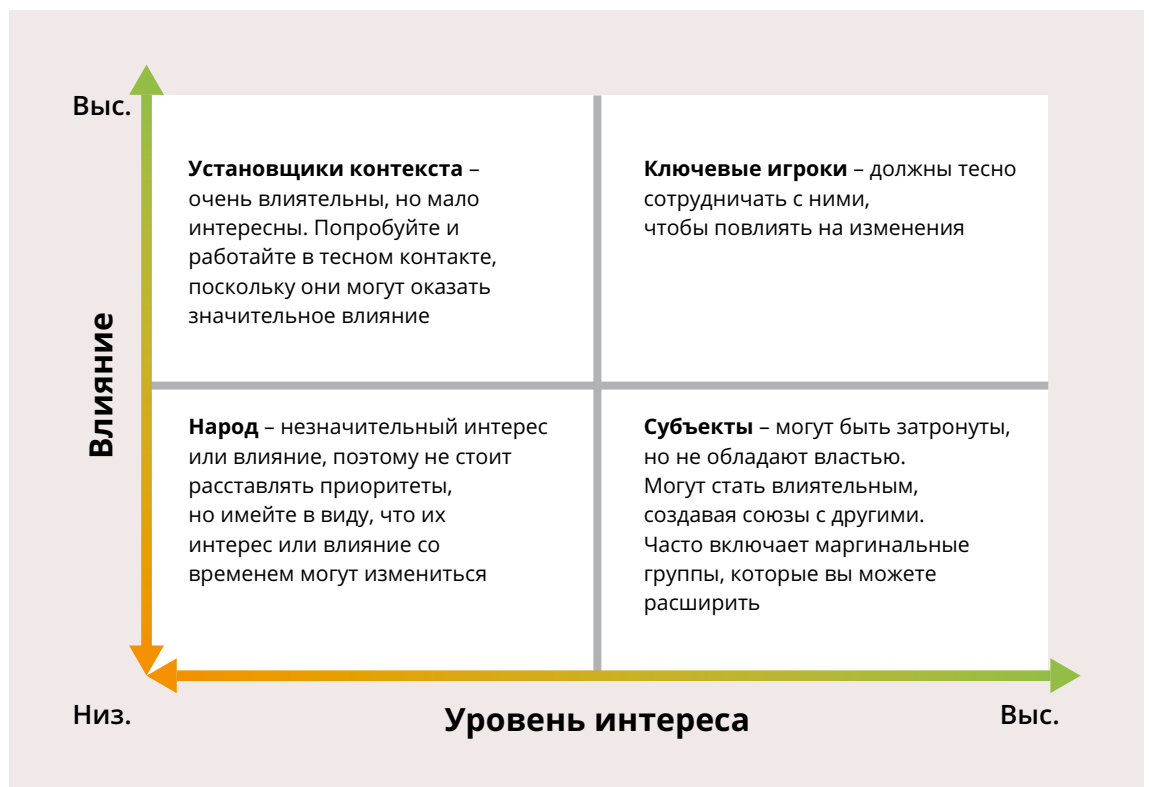 Выс.
Влияние
Установщики контекста –
очень влиятельны, но мало
интересны. Попробуйте и
работайте в тесном контакте,
поскольку они могут оказать
значительное влияние
Ключевые игроки – должны тесно
сотрудничать с ними,
чтобы повлиять на изменения
Народ – незначительный интерес
или влияние, поэтому не стоит
расставлять приоритеты,
но имейте в виду, что их
интерес или влияние со
временем могут измениться
Субъекты – могут быть затронуты,
но не обладают властью.
Могут стать влиятельным,
создавая союзы с другими.
Часто включает маргинальные
группы, которые вы можете
расширить
Низ.
Уровень интереса
Выс.